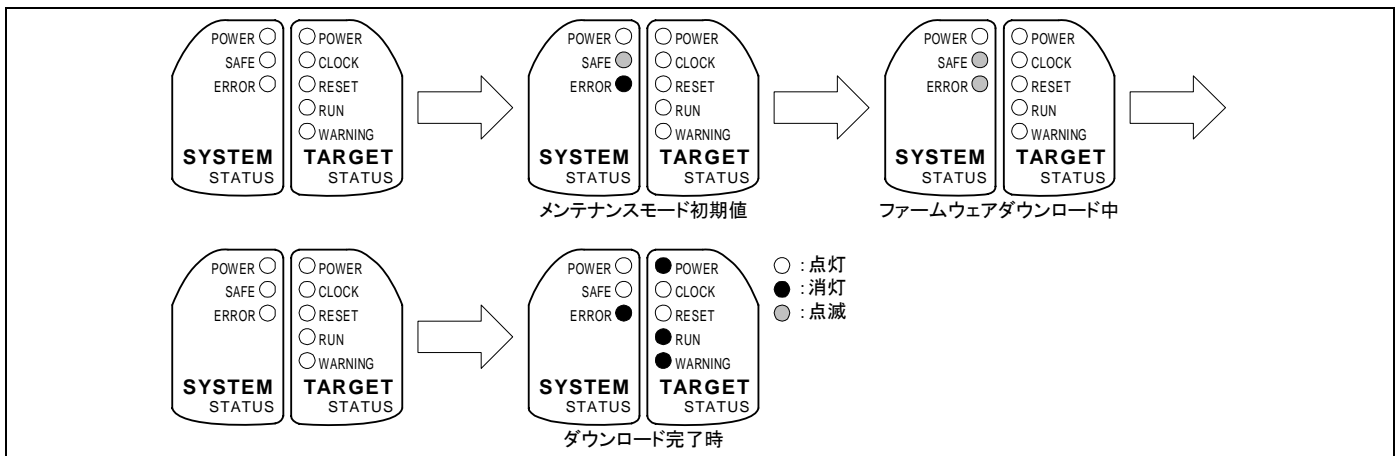 POWER
SAFE
ERROR
SYSTEM
STATUS
POWER
CLOCK
RESET
RUN
WARNING
TARGET
STATUS
POWER
SAFE
ERROR
SYSTEM
STATUS
POWER
CLOCK
RESET
RUN
WARNING
TARGET
STATUS
メンテナンスモード初期値
POWER
SAFE
ERROR
SYSTEM
STATUS
POWER
CLOCK
RESET
RUN
WARNING
TARGET
STATUS
ファームウェアダウンロード中
POWER
SAFE
ERROR
SYSTEM
STATUS
POWER
CLOCK
RESET
RUN
WARNING
TARGET
STATUS
POWER
SAFE
ERROR
SYSTEM
STATUS
POWER
CLOCK
RESET
RUN
WARNING
TARGET
STATUS
ダウンロード完了時
：点灯
：消灯
：点滅